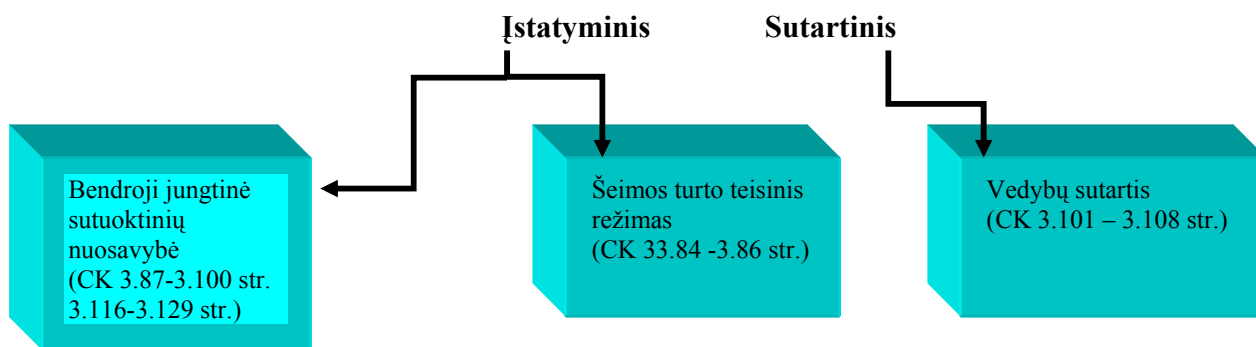 Įstatyminis
Sutartinis
Bendroji jungtinė
sutuoktinių
nuosavybė
(CK 3.87-3.100 str.
3.116-3.129 str.)
Šeimos turto teisinis
režimas
(CK 33.84 -3.86 str.)
Vedybų sutartis
(CK 3.101 – 3.108 str.)